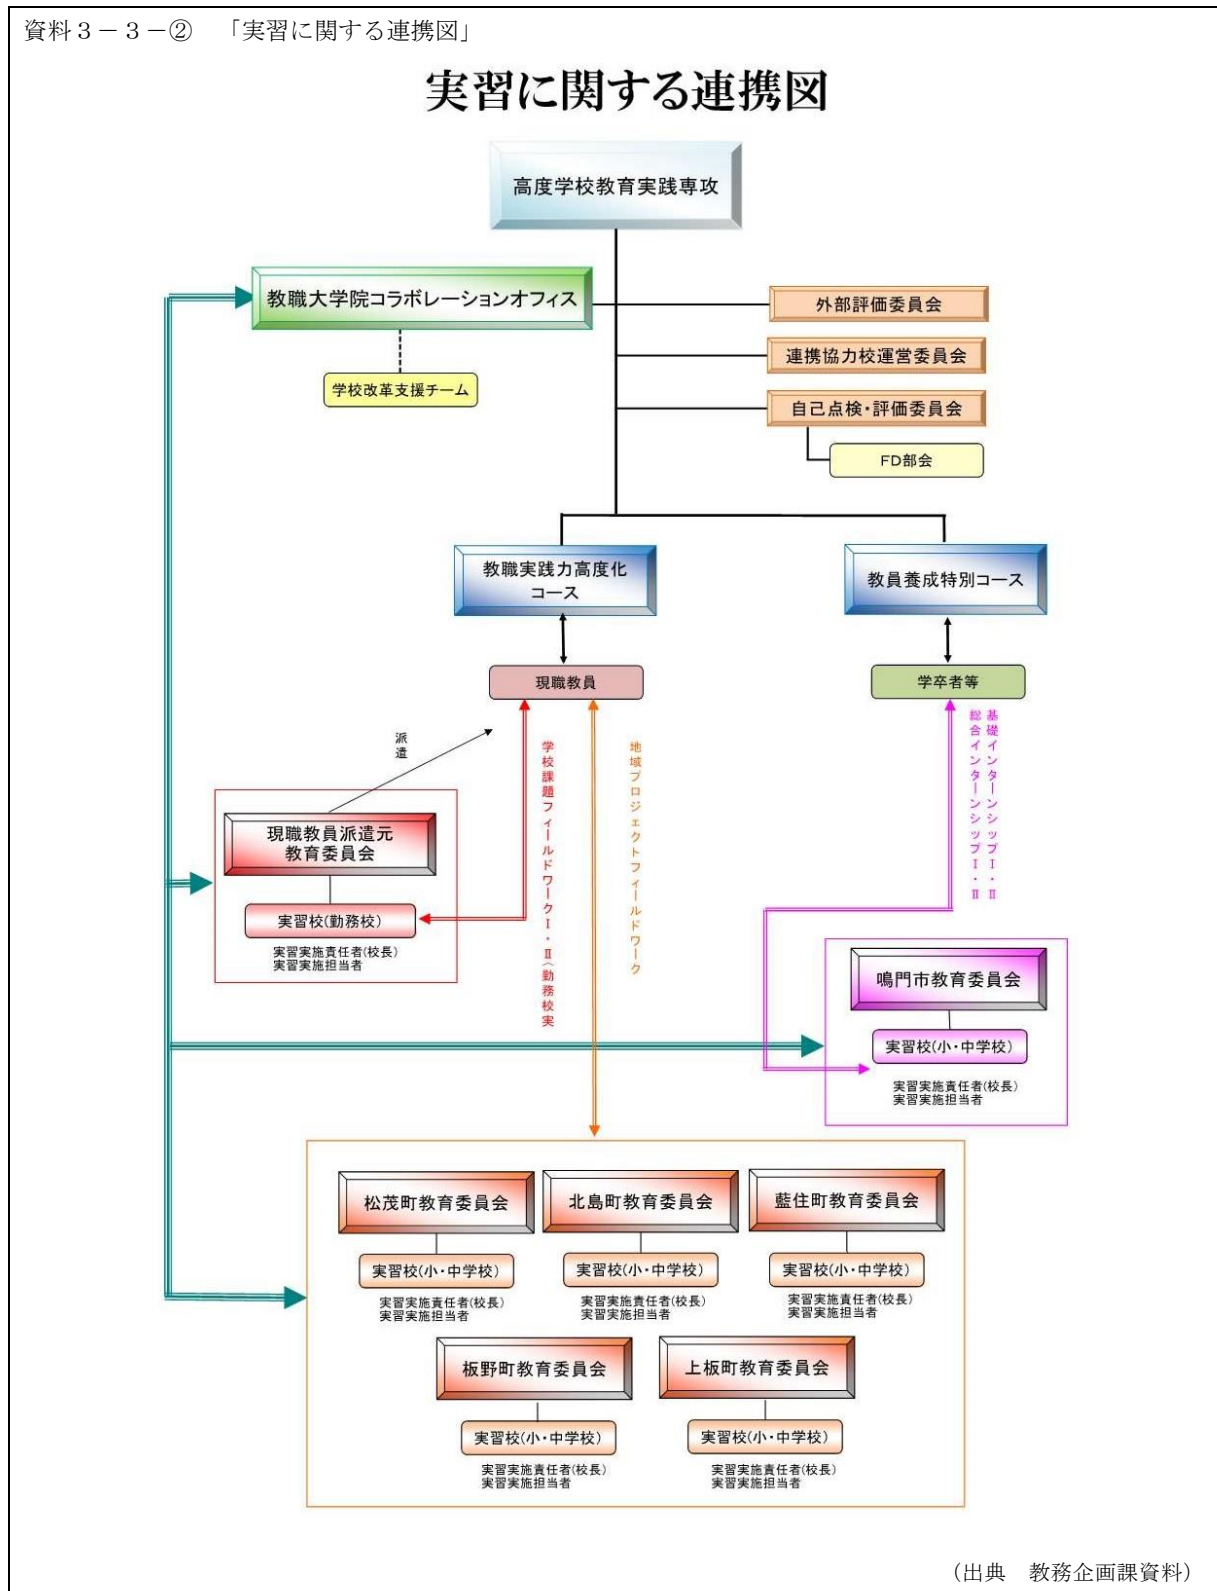 資料3-3-② 「実習に関する連携図」
実習に関する連携図
高度学校教育実践専攻
教職大学院コラボレーションオフィス
外部評価委員会
連携協力校運営委員会
学校改革支援チーム
自己点検・評価委員会
FD部会
教職実践力高度化
コース
教員養成特別コース
現職教員
学卒者等
派遣
学校課題フィールドワークⅠ・Ⅱ(勤務校実
地域プロジェクトフィールドワーク
基礎インターンシップⅠ・Ⅱ
総合インターンシップⅠ・Ⅱ
現職教員派遣元
教育委員会
実習校(勤務校)
実習実施責任者(校長)
実習実施担当者
鳴門市教育委員会
実習校(小・中学校)
実習実施責任者(校長)
実習実施担当者
松茂町教育委員会
実習校(小・中学校)
実習実施責任者(校長)
実習実施担当者
北島町教育委員会
実習校(小・中学校)
実習実施責任者(校長)
実習実施担当者
藍住町教育委員会
実習校(小・中学校)
実習実施責任者(校長)
実習実施担当者
板野町教育委員会
実習校(小・中学校)
実習実施責任者(校長)
実習実施担当者
上板町教育委員会
実習校(小・中学校)
実習実施責任者(校長)
実習実施担当者
(出典 教務企画課資料)